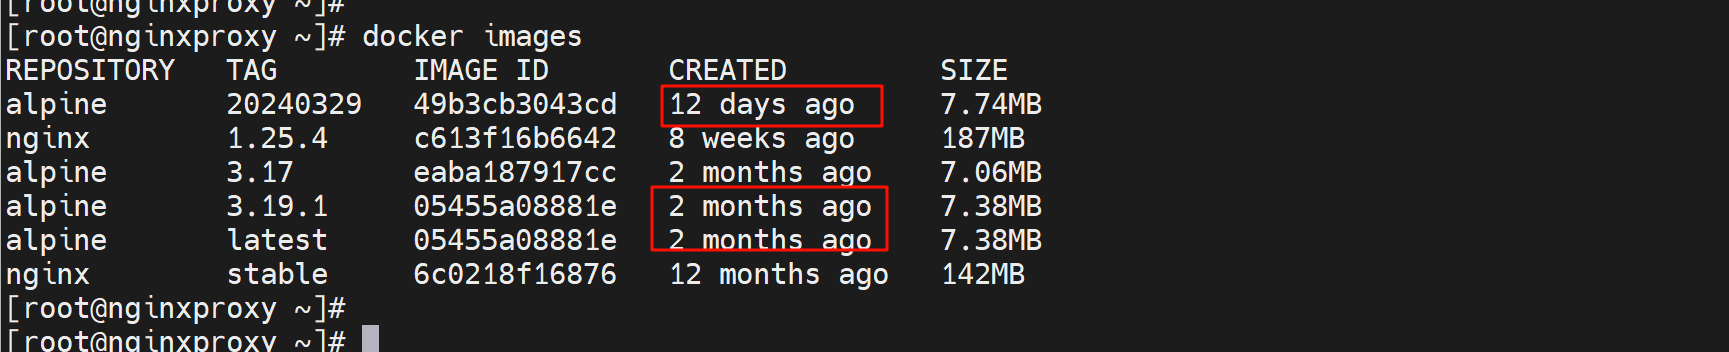 [root@nginxproxy ~]#
[root@nginxproxy ~]# docker images
REPOSITORY   TAG        IMAGE ID       CREATED         SIZE
alpine       20240329   49b3cb3043cd   12 days ago     7.74MB
nginx        1.25.4     c613f16b6642   8 weeks ago     187MB
alpine       3.17       eaba187917cc   2 months ago    7.06MB
alpine       3.19.1     05455a08881e   2 months ago    7.38MB
alpine       latest     05455a08881e   2 months ago    7.38MB
nginx        stable     6c0218f16876   12 months ago   142MB
[root@nginxproxy ~]#
[root@nginxproxy ~]#